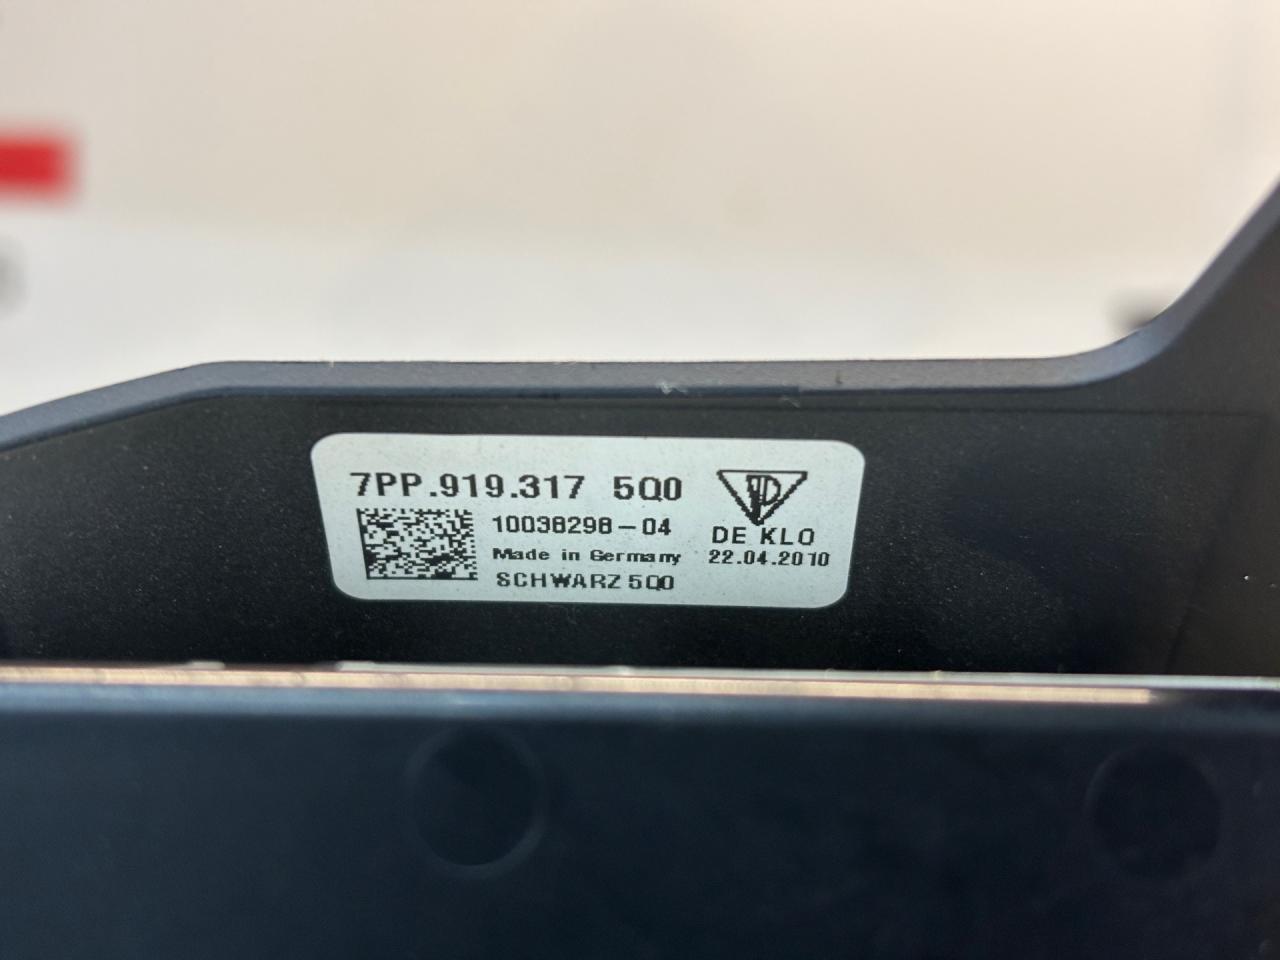 7PP.919.317 5Q0
10038298-04
Made in Germany
SCHWARZ 5Q0
DE KLO
22.04.2010